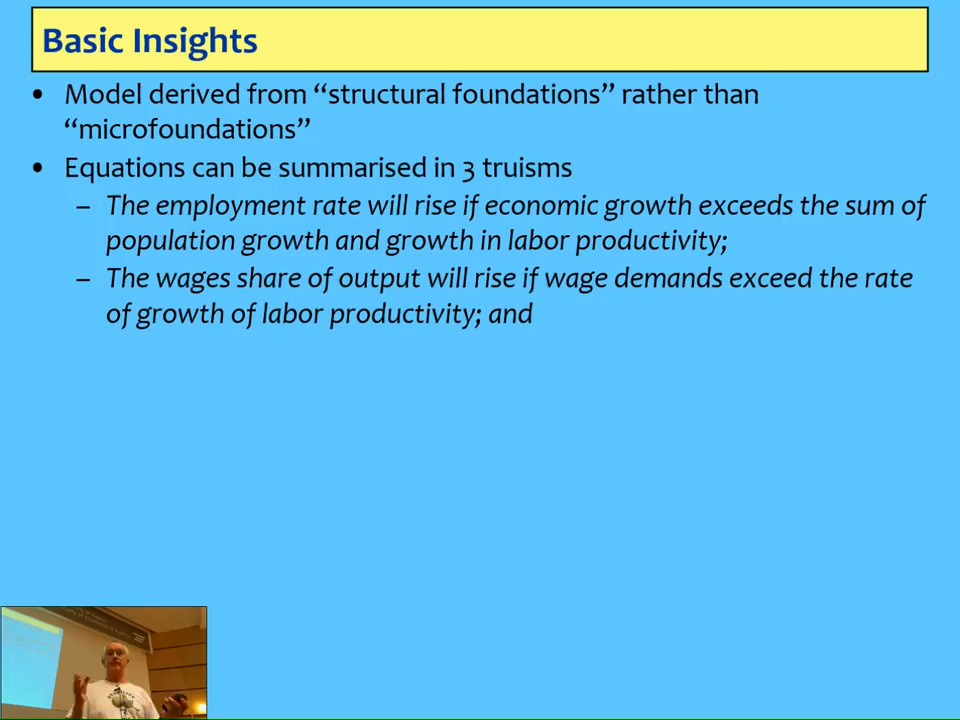 Basic Insights
• Model derived from “structural foundations” rather than
“microfoundations”
• Equations can be summarised in 3 truisms
– The employment rate will rise if economic growth exceeds the sum of
population growth and growth in labor productivity;
– The wages share of output will rise if wage demands exceed the rate
of growth of labor productivity; and